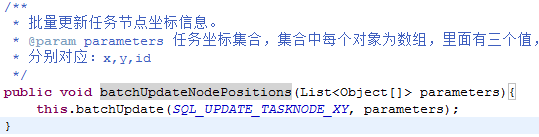 /**
* 批量更新任务节点坐标信息。
* @param parameters 任务坐标集合，集合中每个对象为数组，里面有三个值，
* 分别对应：x,y,id
*/
public void batchUpdateNodePositions(List<Object[]> parameters){
this.batchUpdate(SQL_UPDATE_TASKNODE_XY, parameters);
}